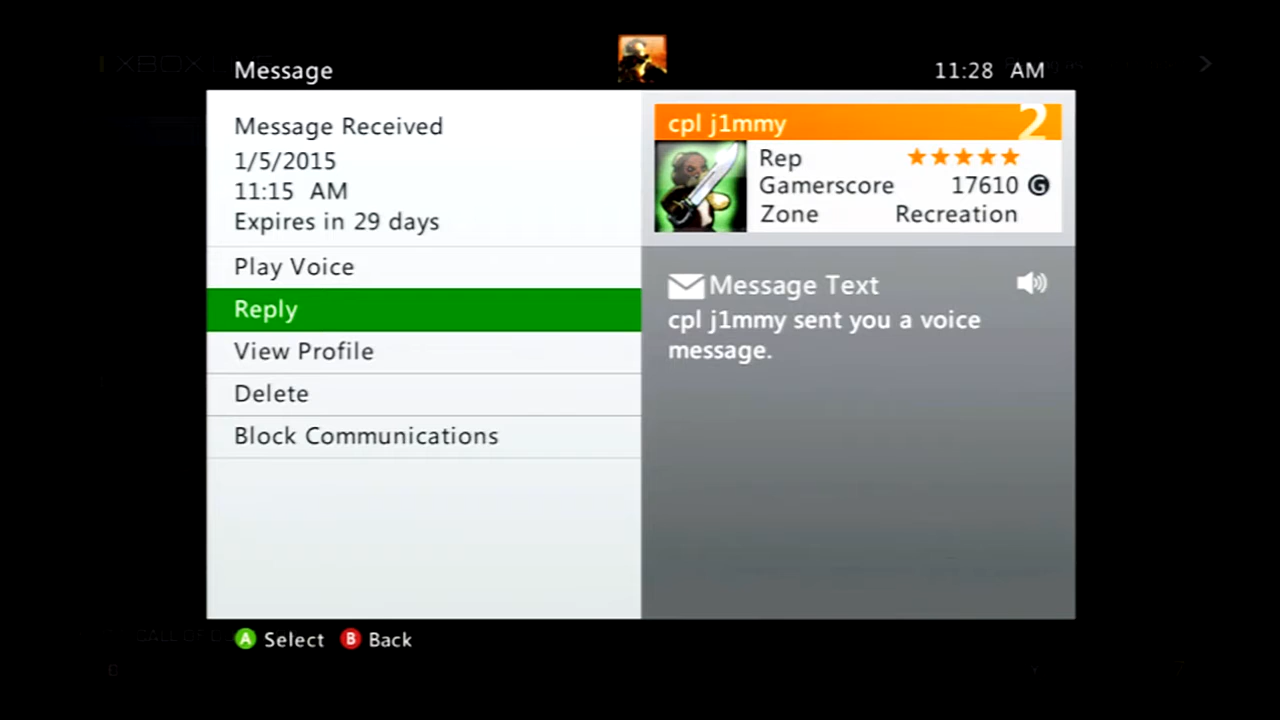 Message
11:28 AM
Message Received
1/5/2015
11:15 AM
Expires in 29 days
Play Voice
Reply
View Profile
Delete
Block Communications
cpl j1mmy
2
Rep ★★★★★
Gamerscore 17610 G
Zone Recreation
Message Text
cpl j1mmy sent you a voice
message.
A Select B Back